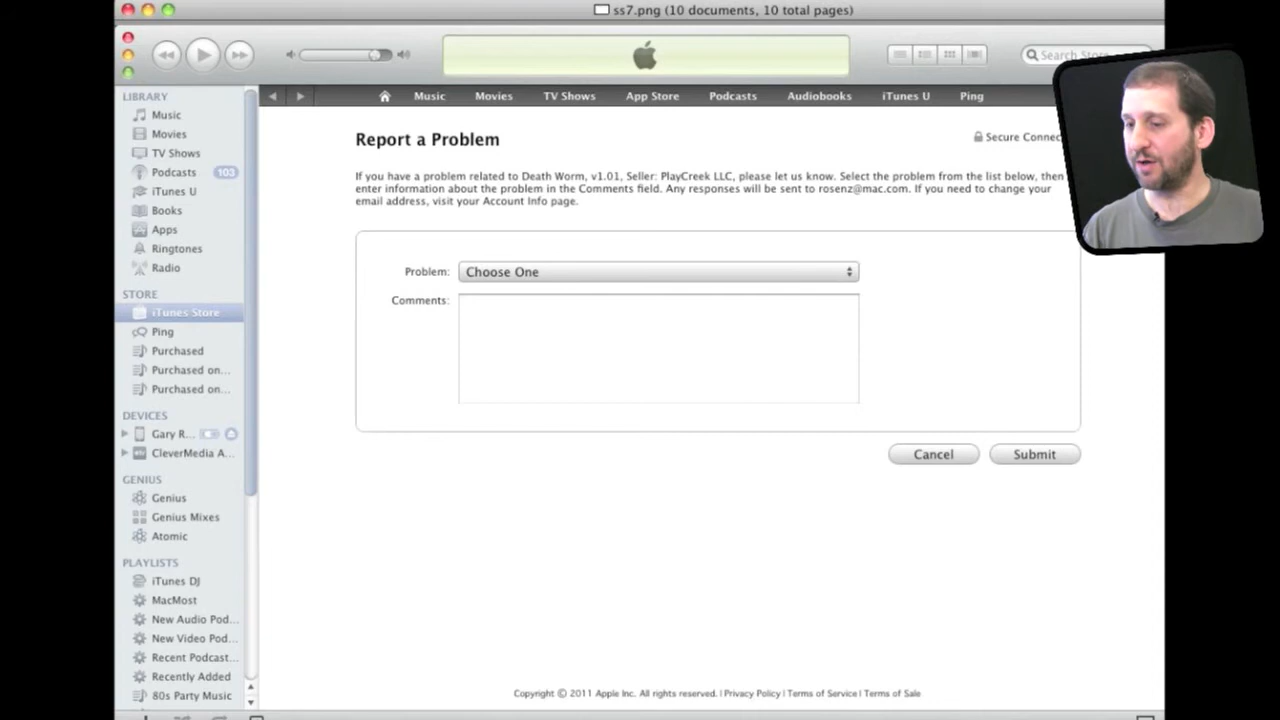 ss7.png (10 documents, 10 total pages)
Search Store
LIBRARY
Music
Movies
TV Shows
Podcasts 103
iTunes U
Books
Apps
Ringtones
Radio
STORE
iTunes Store
Ping
Purchased
Purchased on...
Purchased on...
DEVICES
Gary R...
CleverMedia A...
GENIUS
Genius
Genius Mixes
Atomic
PLAYLISTS
iTunes DJ
MacMost
New Audio Pod...
New Video Pod...
Recent Podcast...
Recently Added
80s Party Music
Music Movies TV Shows App Store Podcasts Audiobooks iTunes U Ping
Report a Problem
Secure Connec
If you have a problem related to Death Worm, v1.01, Seller: PlayCreek LLC, please let us know. Select the problem from the list below, then
enter information about the problem in the Comments field. Any responses will be sent to rosenz@mac.com. If you need to change your
email address, visit your Account Info page.
Problem: Choose One
Comments:
Cancel Submit
Copyright © 2011 Apple Inc. All rights reserved. | Privacy Policy | Terms of Service | Terms of Sale